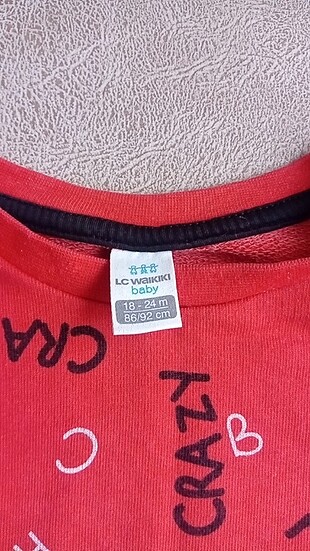 LC WAIKIKI
baby
18 - 24 m
86/92 cm
CRA
CRAZY
B
C